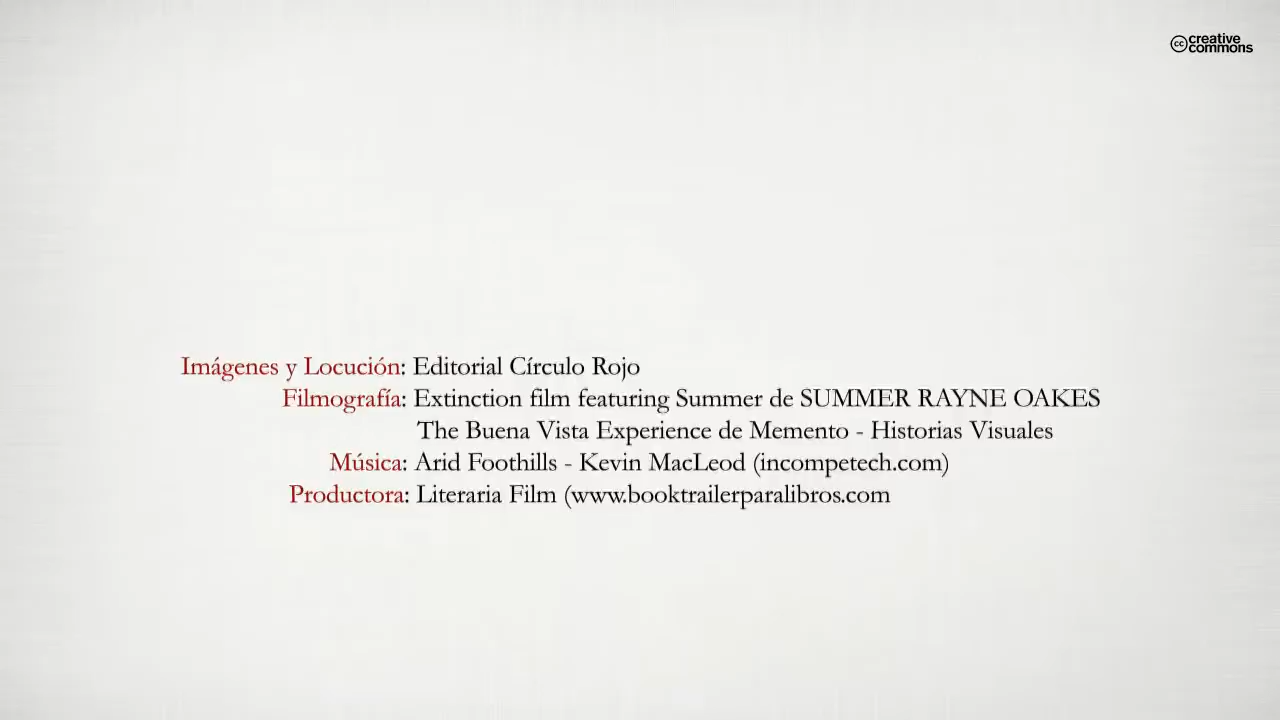 cc creative
commons
Imágenes y Locución: Editorial Círculo Rojo
Filmografía: Extinction film featuring Summer de SUMMER RAYNE OAKES
The Buena Vista Experience de Memento - Historias Visuales
Música: Arid Foothills - Kevin MacLeod (incompetech.com)
Productora: Literaria Film (www.booktrailerparalibros.com